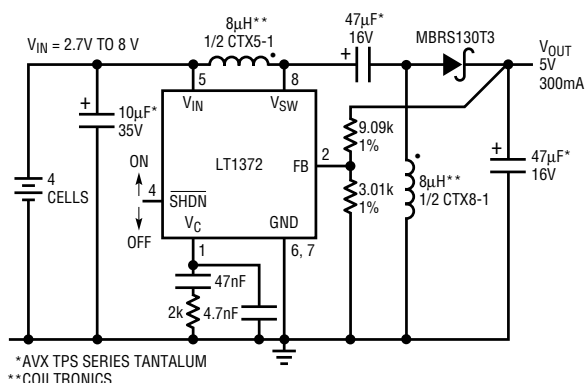 V_IN = 2.7V TO 8 V
8µH**
1/2 CTX5-1
47µF*
16V
MBRS130T3
V_OUT
5V
300mA
+
+
10µF*
35V
5
8
V_IN
V_SW
LT1372
2
FB
9.09k
1%
3.01k
1%
8µH**
1/2 CTX8-1
+
47µF*
16V
ON
4
SHDN
OFF
4
CELLS
V_C
GND
1
6, 7
47nF
2k
4.7nF
*AVX TPS SERIES TANTALUM
**COILTRONICS